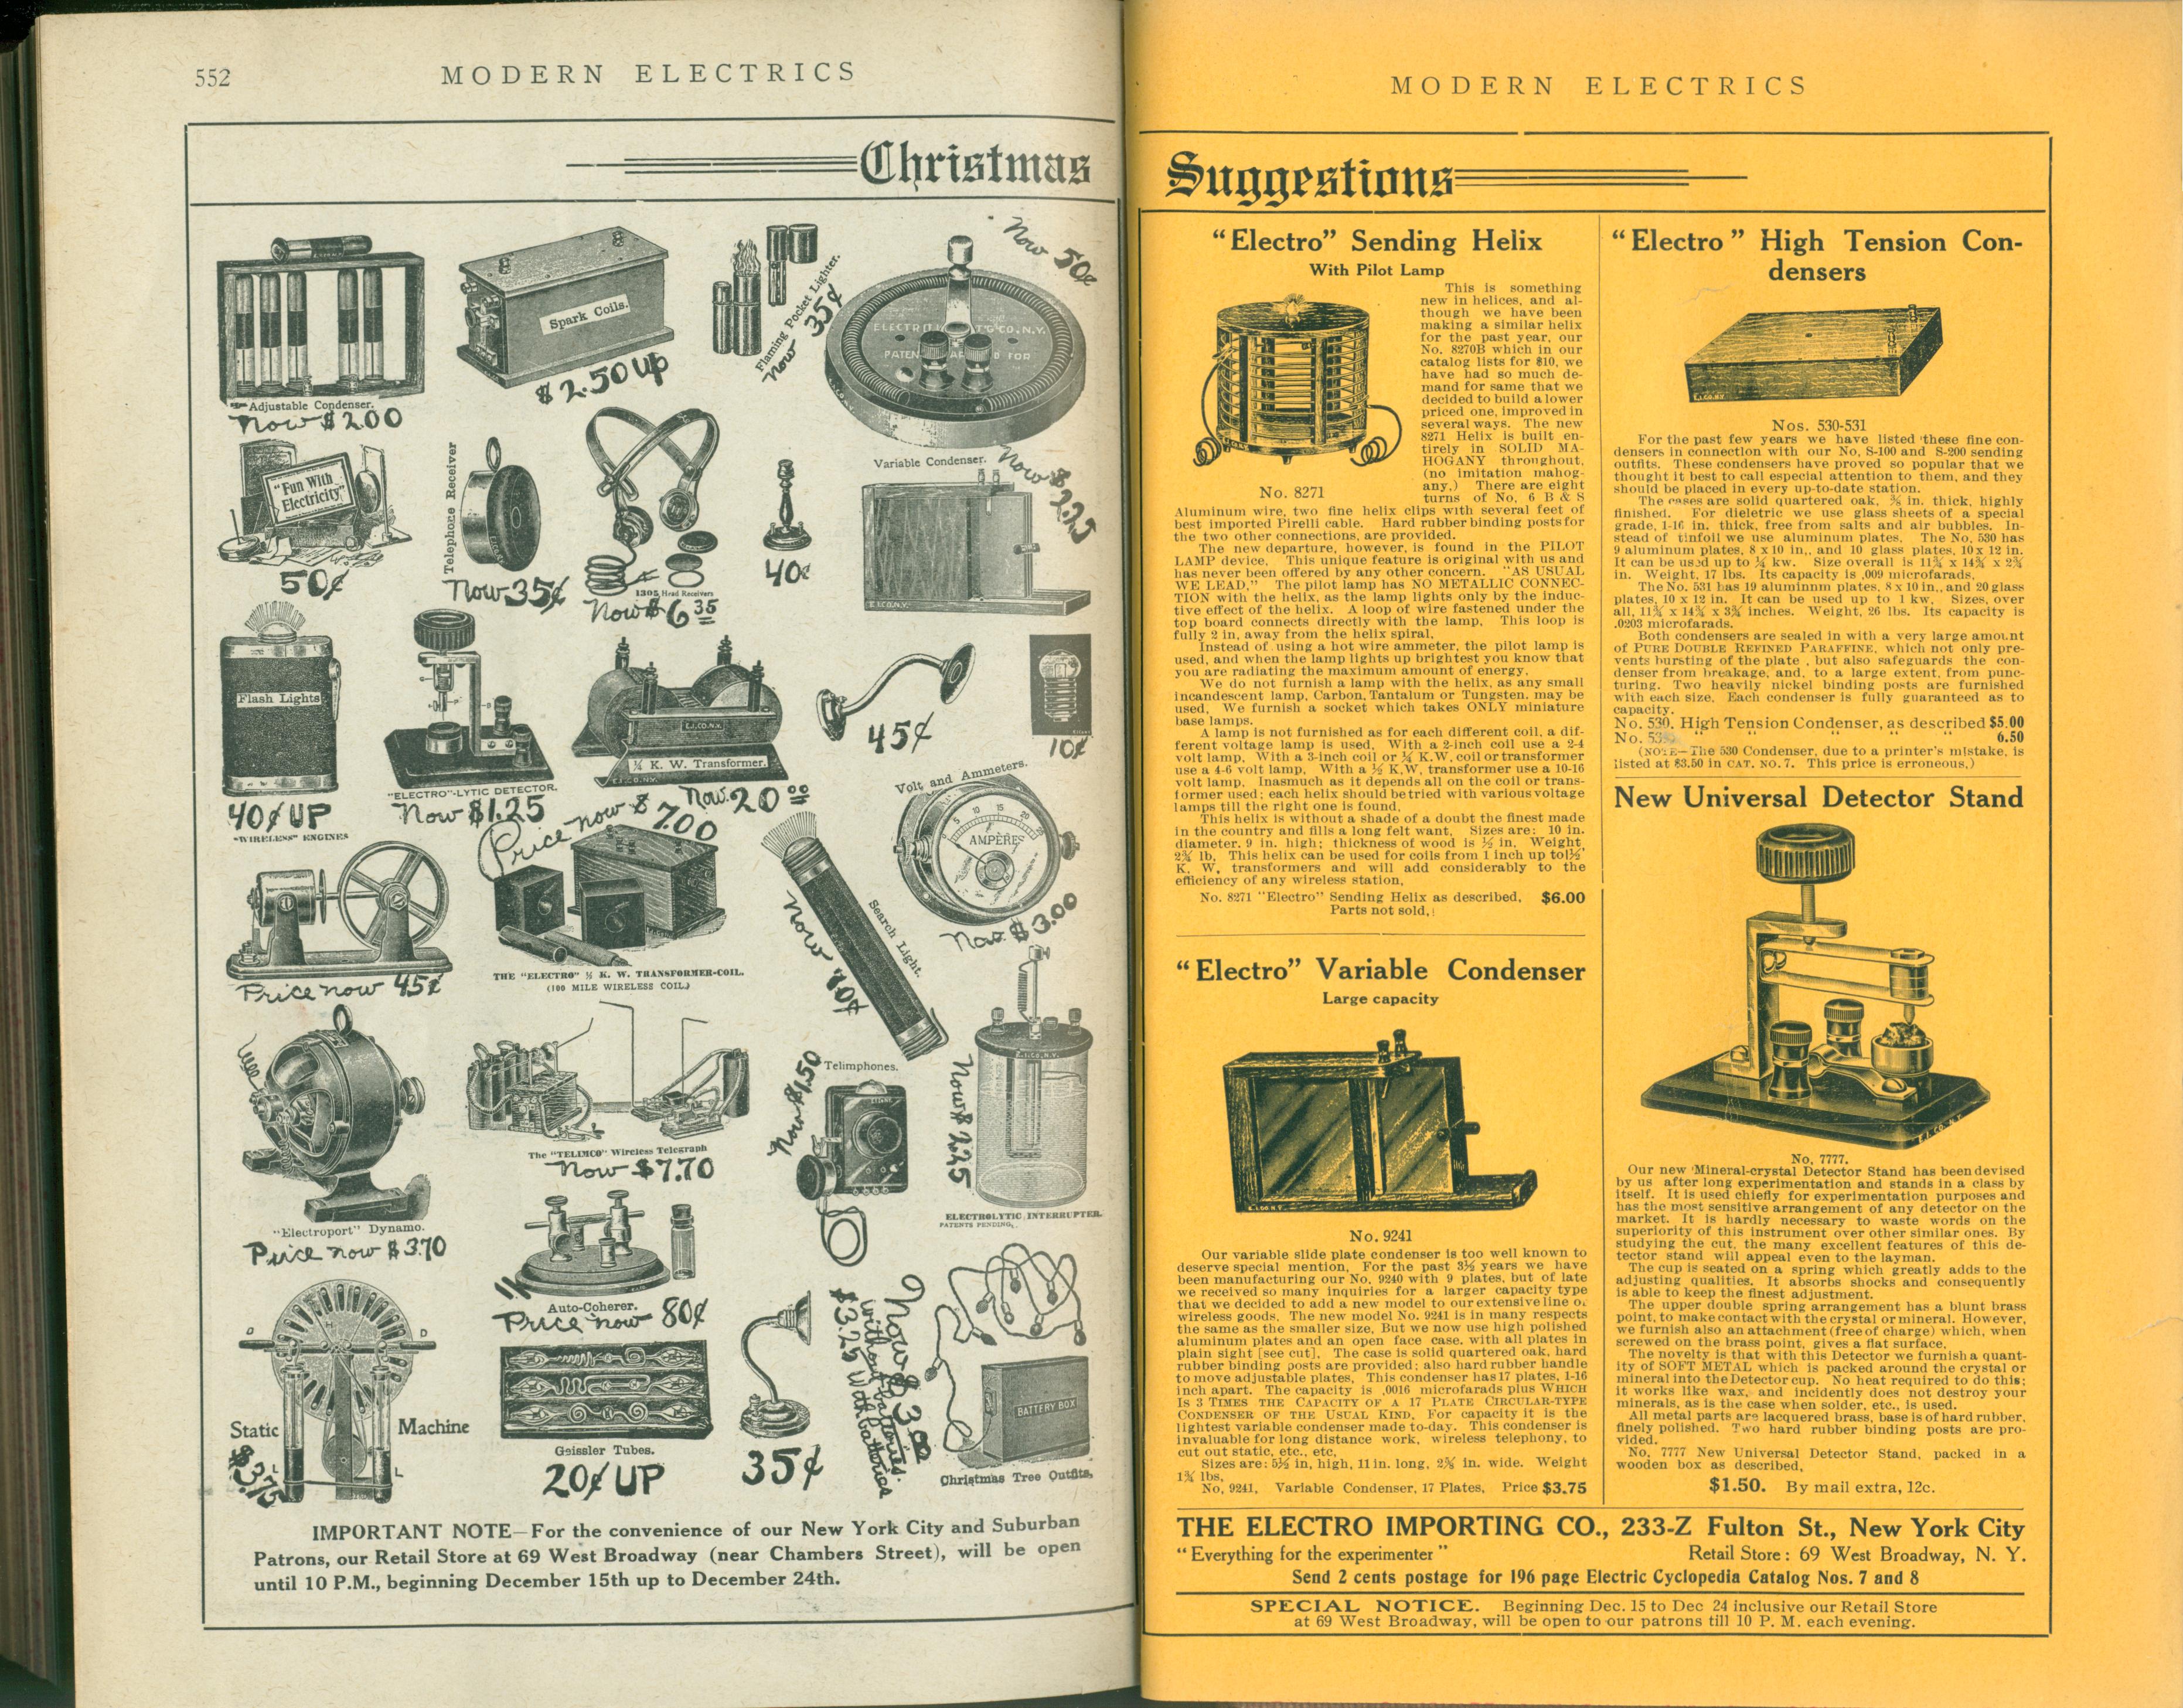 552
MODERN ELECTRICS
Christmas
Adjustable Condenser.
Now $2.00
Spark Coils.
$2.50 up
Flaming Pocket Lighter.
Now 35¢
Now 50¢
ELECTRO
CO. N.Y.
PATEN
D FOR
Variable Condenser.
Now $2.25
E.I.CO.N.Y.
"Fun With
Electricity"
50¢
Telephone Receiver
Now 35¢
1305 Head Receivers
Now $6 35
40¢
Flash Lights
40¢ UP
"ELECTRO"-LYTIC DETECTOR.
Now $1.25
E.I.CO.N.Y.
¼ K. W. Transformer.
E.I.CO.N.Y.
Now. 20 00
45¢
10¢
"WIRELESS" ENGINES
Price now 45¢
Price now $7.00
THE "ELECTRO" ½ K. W. TRANSFORMER-COIL.
(100 MILE WIRELESS COIL.)
Search Light.
Now 90¢
Volt and Ammeters.
0 5 10 15 20
AMPÈRES
Now $3.00
"Electroport" Dynamo.
Price now $3.70
The "TELIMCO" Wireless Telegraph
Now $7.70
Telimphones.
Now $1.50
E.I.CO.N.Y.
Now $2.25
ELECTROLYTIC INTERRUPTER.
PATENTS PENDING.
Auto-Coherer.
Price now 80¢
Static
Machine
$3.75
Geissler Tubes.
20¢ UP
35¢
Now $3 00
without batteries.
$3.25 with batteries
BATTERY BOX
Christmas Tree Outfits.
IMPORTANT NOTE—For the convenience of our New York City and Suburban
Patrons, our Retail Store at 69 West Broadway (near Chambers Street), will be open
until 10 P.M., beginning December 15th up to December 24th.
MODERN ELECTRICS
Suggestions
"Electro" Sending Helix
With Pilot Lamp
This is something
new in helices, and al-
though we have been
making a similar helix
for the past year, our
No. 8270B which in our
catalog lists for $10, we
have had so much de-
mand for same that we
decided to build a lower
priced one, improved in
several ways. The new
8271 Helix is built en-
tirely in SOLID MA-
HOGANY throughout,
(no imitation mahog-
any.) There are eight
No. 8271
turns of No. 6 B & S
Aluminum wire, two fine helix clips with several feet of
best imported Pirelli cable. Hard rubber binding posts for
the two other connections, are provided.
The new departure, however, is found in the PILOT
LAMP device. This unique feature is original with us and
has never been offered by any other concern. "AS USUAL
WE LEAD," The pilot lamp has NO METALLIC CONNEC-
TION with the helix, as the lamp lights only by the induc-
tive effect of the helix. A loop of wire fastened under the
top board connects directly with the lamp. This loop is
fully 2 in, away from the helix spiral.
Instead of using a hot wire ammeter, the pilot lamp is
used, and when the lamp lights up brightest you know that
you are radiating the maximum amount of energy.
We do not furnish a lamp with the helix, as any small
incandescent lamp, Carbon, Tantalum or Tungsten, may be
used. We furnish a socket which takes ONLY miniature
base lamps.
A lamp is not furnished as for each different coil, a dif-
ferent voltage lamp is used. With a 2-inch coil use a 2-4
volt lamp. With a 3-inch coil or ¼ K.W. coil or transformer
use a 4-6 volt lamp. With a ½ K.W. transformer use a 10-16
volt lamp. Inasmuch as it depends all on the coil or trans-
former used; each helix should be tried with various voltage
lamps till the right one is found.
This helix is without a shade of a doubt the finest made
in the country and fills a long felt want. Sizes are: 10 in.
diameter, 9 in. high; thickness of wood is ½ in. Weight
2¾ lb. This helix can be used for coils from 1 inch up to 1½
K. W. transformers and will add considerably to the
efficiency of any wireless station,
No. 8271 "Electro" Sending Helix as described, $6.00
Parts not sold.
"Electro" Variable Condenser
Large capacity
No. 9241
Our variable slide plate condenser is too well known to
deserve special mention. For the past 3½ years we have
been manufacturing our No. 9240 with 9 plates, but of late
we received so many inquiries for a larger capacity type
that we decided to add a new model to our extensive line of
wireless goods. The new model No. 9241 is in many respects
the same as the smaller size. But we now use high polished
aluminum plates and an open face case, with all plates in
plain sight [see cut]. The case is solid quartered oak, hard
rubber binding posts are provided; also hard rubber handle
to move adjustable plates. This condenser has 17 plates, 1-16
inch apart. The capacity is .0016 microfarads plus WHICH
IS 3 TIMES THE CAPACITY OF A 17 PLATE CIRCULAR-TYPE
CONDENSER OF THE USUAL KIND. For capacity it is the
lightest variable condenser made to-day. This condenser is
invaluable for long distance work, wireless telephony, to
cut out static, etc., etc.
Sizes are: 5½ in, high, 11 in. long, 2¾ in. wide. Weight
1¾ lbs.
No, 9241, Variable Condenser, 17 Plates, Price $3.75
"Electro" High Tension Con-
densers
E.I.CO.N.Y.
Nos. 530-531
For the past few years we have listed these fine con-
densers in connection with our No, S-100 and S-200 sending
outfits. These condensers have proved so popular that we
thought it best to call especial attention to them, and they
should be placed in every up-to-date station.
The cases are solid quartered oak, ⅜ in. thick, highly
finished. For dieletric we use glass sheets of a special
grade, 1-16 in. thick, free from salts and air bubbles. In-
stead of tinfoil we use aluminum plates. The No. 530 has
9 aluminum plates, 8 x 10 in,, and 10 glass plates, 10 x 12 in.
It can be used up to ¼ kw. Size overall is 11¾ x 14¾ x 2¾
in. Weight, 17 lbs. Its capacity is .009 microfarads.
The No. 531 has 19 aluminnm plates, 8 x 10 in,, and 20 glass
plates, 10 x 12 in. It can be used up to 1 kw. Sizes, over
all, 11¾ x 14¾ x 3¾ inches. Weight, 26 lbs. Its capacity is
.0203 microfarads.
Both condensers are sealed in with a very large amount
of PURE DOUBLE REFINED PARAFFINE, which not only pre-
vents bursting of the plate , but also safeguards the con-
denser from breakage, and, to a large extent, from punc-
turing. Two heavily nickel binding posts are furnished
with each size. Each condenser is fully guaranteed as to
capacity.
No. 530, High Tension Condenser, as described $5.00
No. 53 " " " " 6.50
(NOTE—The 530 Condenser, due to a printer's mistake, is
listed at $3.50 in CAT. NO. 7. This price is erroneous.)
New Universal Detector Stand
No. 7777.
Our new Mineral-crystal Detector Stand has been devised
by us after long experimentation and stands in a class by
itself. It is used chiefly for experimentation purposes and
has the most sensitive arrangement of any detector on the
market. It is hardly necessary to waste words on the
superiority of this instrument over other similar ones. By
studying the cut, the many excellent features of this de-
tector stand will appeal even to the layman.
The cup is seated on a spring which greatly adds to the
adjusting qualities. It absorbs shocks and consequently
is able to keep the finest adjustment.
The upper double spring arrangement has a blunt brass
point, to make contact with the crystal or mineral. However,
we furnish also an attachment (free of charge) which, when
screwed on the brass point, gives a flat surface.
The novelty is that with this Detector we furnish a quant-
ity of SOFT METAL which is packed around the crystal or
mineral into the Detector cup. No heat required to do this;
it works like wax, and incidently does not destroy your
minerals, as is the case when solder, etc., is used.
All metal parts are lacquered brass, base is of hard rubber,
finely polished. Two hard rubber binding posts are pro-
vided.
No. 7777 New Universal Detector Stand, packed in a
wooden box as described,
$1.50. By mail extra, 12c.
THE ELECTRO IMPORTING CO., 233-Z Fulton St., New York City
"Everything for the experimenter" Retail Store: 69 West Broadway, N. Y.
Send 2 cents postage for 196 page Electric Cyclopedia Catalog Nos. 7 and 8
SPECIAL NOTICE. Beginning Dec. 15 to Dec 24 inclusive our Retail Store
at 69 West Broadway, will be open to our patrons till 10 P. M. each evening.